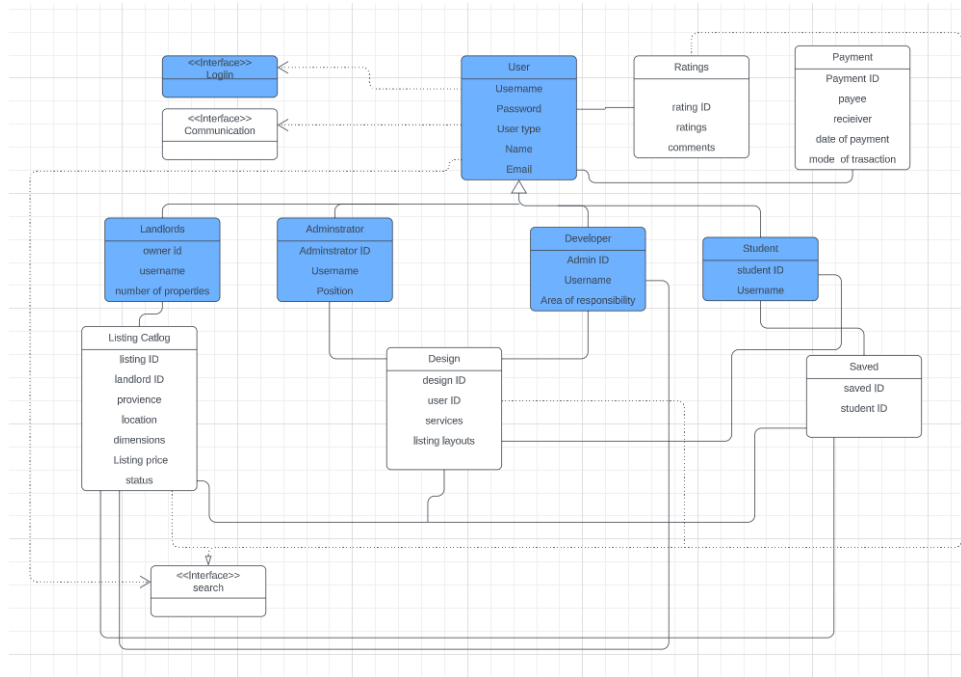 <<Interface>>
LogIin
<<Interface>>
Communication
User
Username
Password
User type
Name
Email
Ratings
rating ID
ratings
comments
Payment
Payment ID
payee
recieiver
date of payment
mode of trasaction
Landlords
owner id
username
number of properties
Adminstrator
Adminstrator ID
Username
Position
Developer
Admin ID
Username
Area of responsibility
Student
student ID
Username
Listing Catlog
listing ID
landlord ID
provience
location
dimensions
Listing price
status
Design
design ID
user ID
services
listing layouts
Saved
saved ID
student ID
<<Interface>>
search